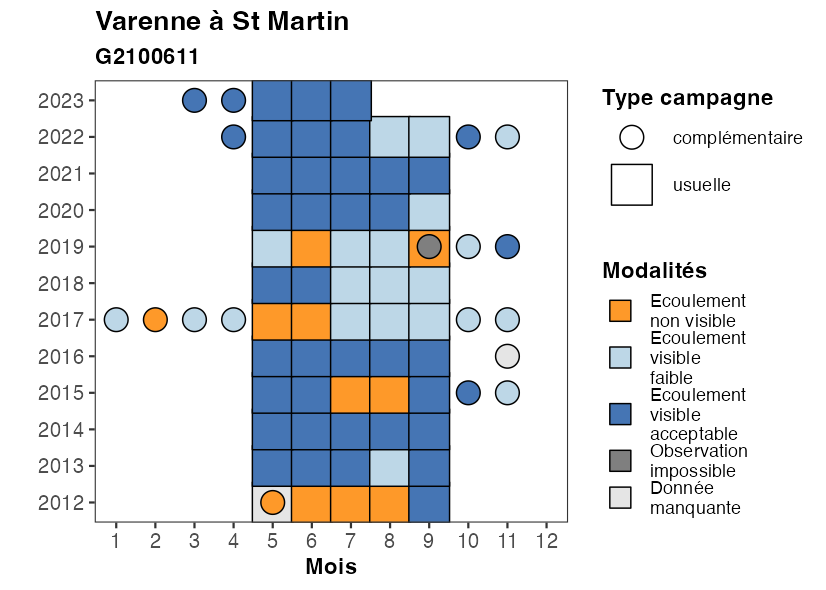 Varenne à St Martin
G2100611
2023
2022
2021
2020
2019
2018
2017
2016
2015
2014
2013
2012
1 2 3 4 5 6 7 8 9 10 11 12
Mois
Type campagne
complémentaire
usuelle
Modalités
Ecoulement
non visible
Ecoulement
visible
faible
Ecoulement
visible
acceptable
Observation
impossible
Donnée
manquante